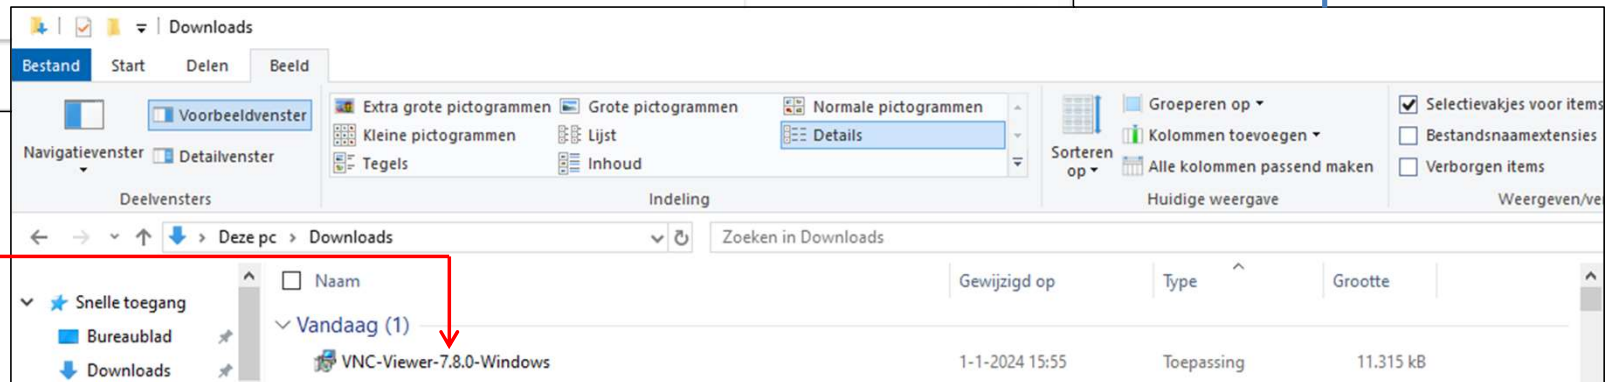 Downloads
Bestand Start Delen Beeld
Extra grote pictogrammen Grote pictogrammen Normale pictogrammen Groeperen op Selectievakjes voor items
Voorbeeldvenster
Kleine pictogrammen Lijst Details Kolommen toevoegen Bestandsnaamextensies
Navigatievenster Detailvenster Sorteren op
Tegels Inhoud Alle kolommen passend maken Verborgen items
Deelvensters Indeling Huidige weergave Weergeven/ve
Deze pc Downloads Zoeken in Downloads
Naam Gewijzigd op Type Grootte
Snelle toegang
Vandaag (1)
Bureaublad
VNC-Viewer-7.8.0-Windows 1-1-2024 15:55 Toepassing 11.315 kB
Downloads